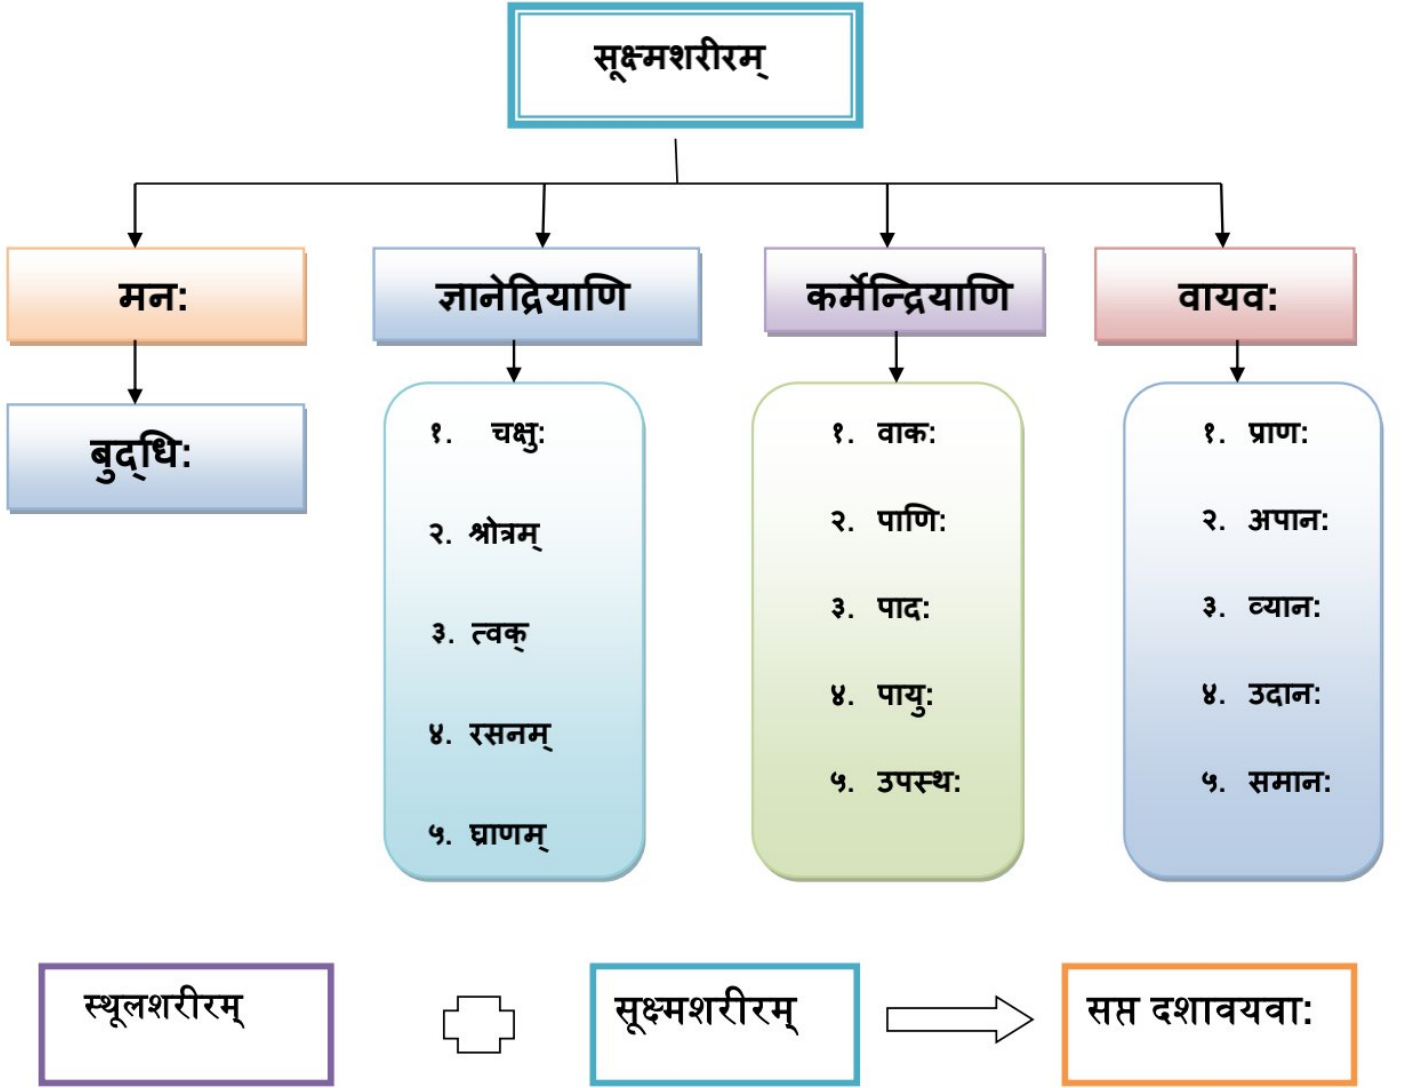 सूक्ष्मशरीरम्
मन:
ज्ञानेद्रियाणि
कर्मेन्द्रियाणि
वायव:
बुद्धि:
१. चक्षु:
२. श्रोत्रम्
३. त्वक्
४. रसनम्
५. घ्राणम्
१. वाक:
२. पाणि:
३. पाद:
४. पायु:
५. उपस्थ:
१. प्राण:
२. अपान:
३. व्यान:
४. उदान:
५. समान:
स्थूलशरीरम्
सूक्ष्मशरीरम्
सप्त दशावयवा: